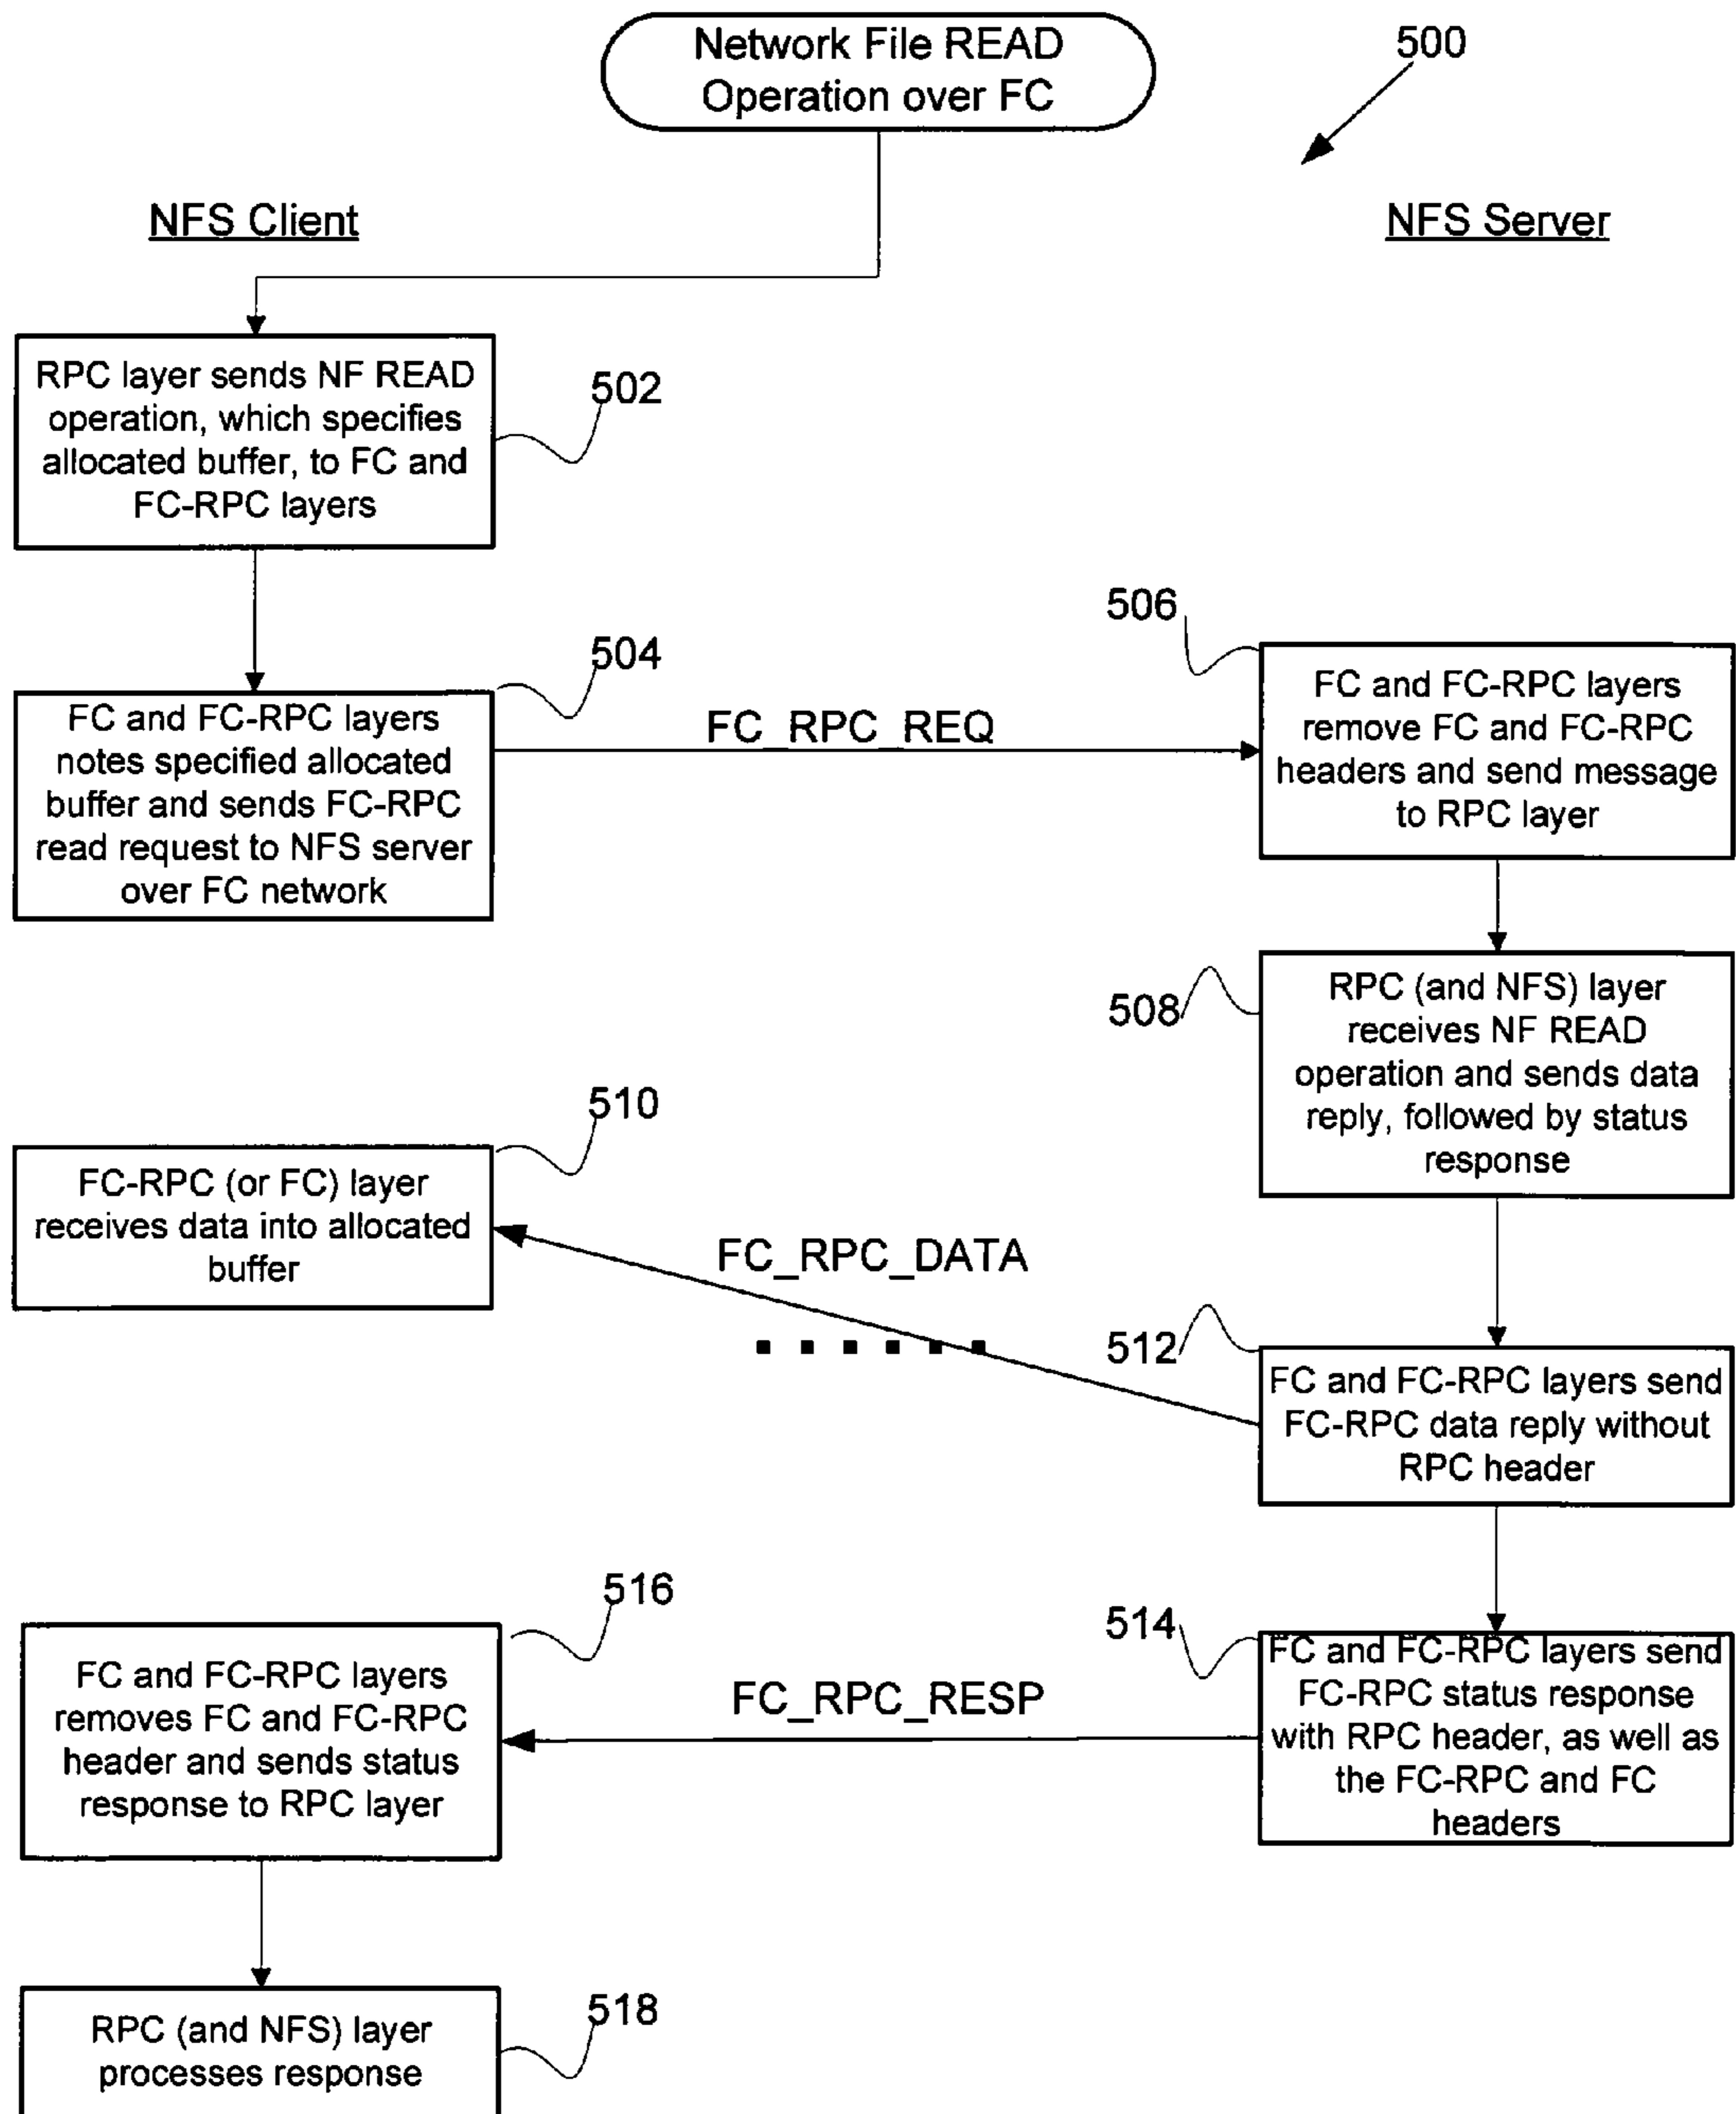 Network File READ
Operation over FC
500
NFS Client
NFS Server
RPC layer sends NF READ
operation, which specifies
allocated buffer, to FC and
FC-RPC layers
502
504
FC and FC-RPC layers
notes specified allocated
buffer and sends FC-RPC
read request to NFS server
over FC network
FC_RPC_REQ
506
FC and FC-RPC layers
remove FC and FC-RPC
headers and send message
to RPC layer
508
RPC (and NFS) layer
receives NF READ
operation and sends data
reply, followed by status
response
510
FC-RPC (or FC) layer
receives data into allocated
buffer
FC_RPC_DATA
512
FC and FC-RPC layers send
FC-RPC data reply without
RPC header
514
FC and FC-RPC layers send
FC-RPC status response
with RPC header, as well as
the FC-RPC and FC
headers
516
FC and FC-RPC layers
removes FC and FC-RPC
header and sends status
response to RPC layer
FC_RPC_RESP
518
RPC (and NFS) layer
processes response